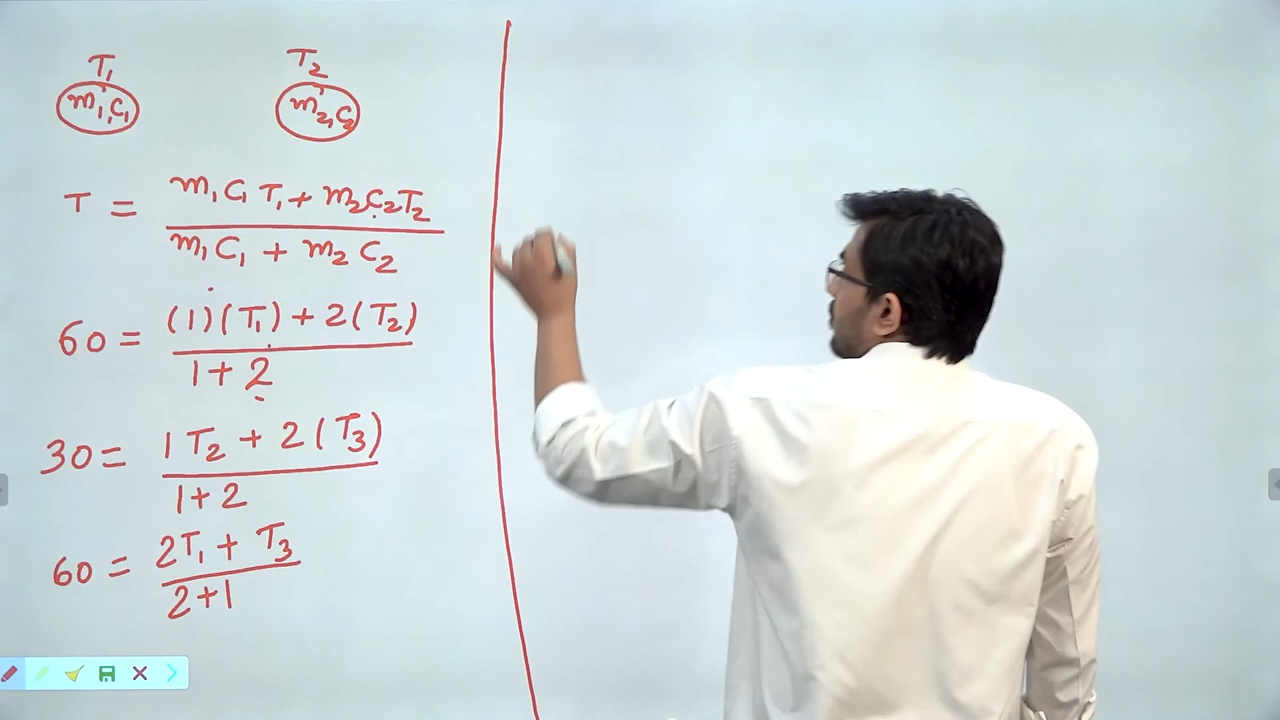 T₁ T₂
m₁,c₁ m₂,c₂
T = m₁c₁T₁ + m₂c₂T₂
m₁c₁ + m₂c₂
60 = (1)(T₁) + 2(T₂)
1+2
30 = 1T₂ + 2(T₃)
1+2
60 = 2T₁ + T₃
2+1